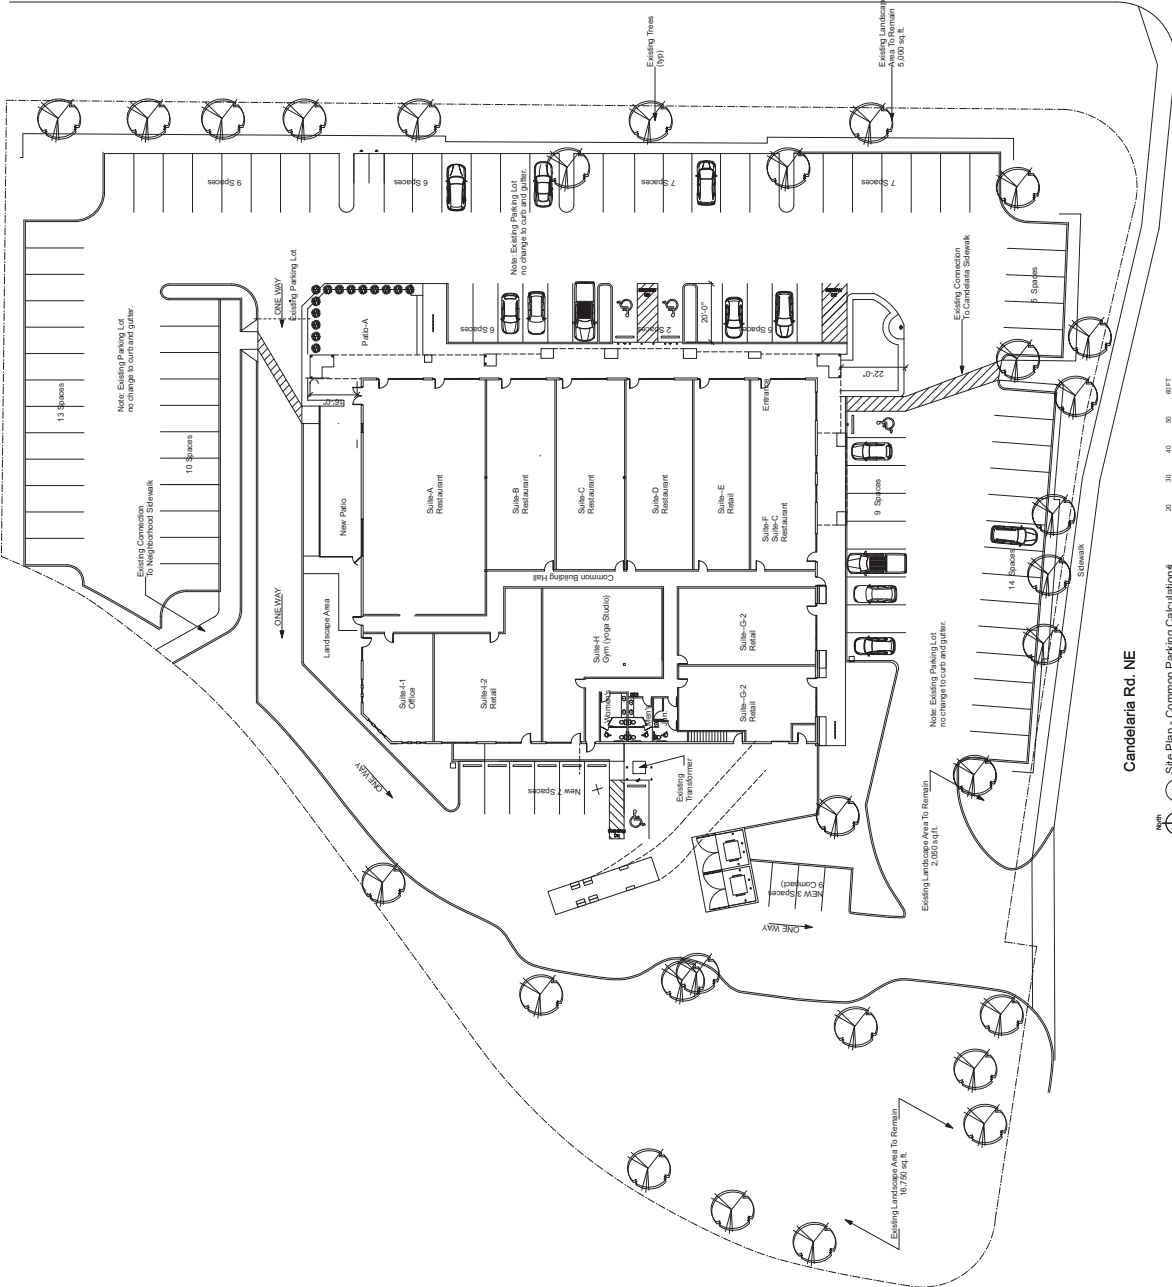 Existing Trees
(typ)
Existing Landscape
Area To Remain
5,000 sq.ft.
9 Spaces
6 Spaces
7 Spaces
7 Spaces
Note: Existing Parking Lot
no change to curb and gutter.
ONE WAY
Existing Parking Lot
Patio-A
6 Spaces
2 Spaces
20'-0"
5 Spaces
Existing Connection
To Candelaria Sidewalk
5 Spaces
13 Spaces
Note: Existing Parking Lot
no change to curb and gutter.
10 Spaces
Existing Connection
To Neighborhood Sidewalk
16'-0"
22'-0"
Entrance
New Patio
Suite-A
Restaurant
Suite-B
Restaurant
Suite-C
Restaurant
Suite-D
Restaurant
Suite--E
Retail
Suite-F
Suite-C
Restaurant
9 Spaces
14 Spaces
Sidewalk
Common Building Hall
ONE WAY
Landscape Area
Suite-I-1
Office
Suite-I-2
Retail
Suite-H
Gym (yoga Studio)
Suite--G-2
Retail
Suite--G-2
Retail
Women's
Men's
Jan.
Note: Existing Parking Lot
no change to curb and gutter.
ONE WAY
New 7 Spaces
Existing
Transformer
NEW 3 Spaces
9 Compact)
ONE WAY
Existing Landscape Area To Remain
2,050 sq.ft.
Existing Landscape Area To Remain
16,750 sq.ft.
Candelaria Rd. NE
North
Site Plan - Common Parking Calculation#
20 30 40 50 60 FT